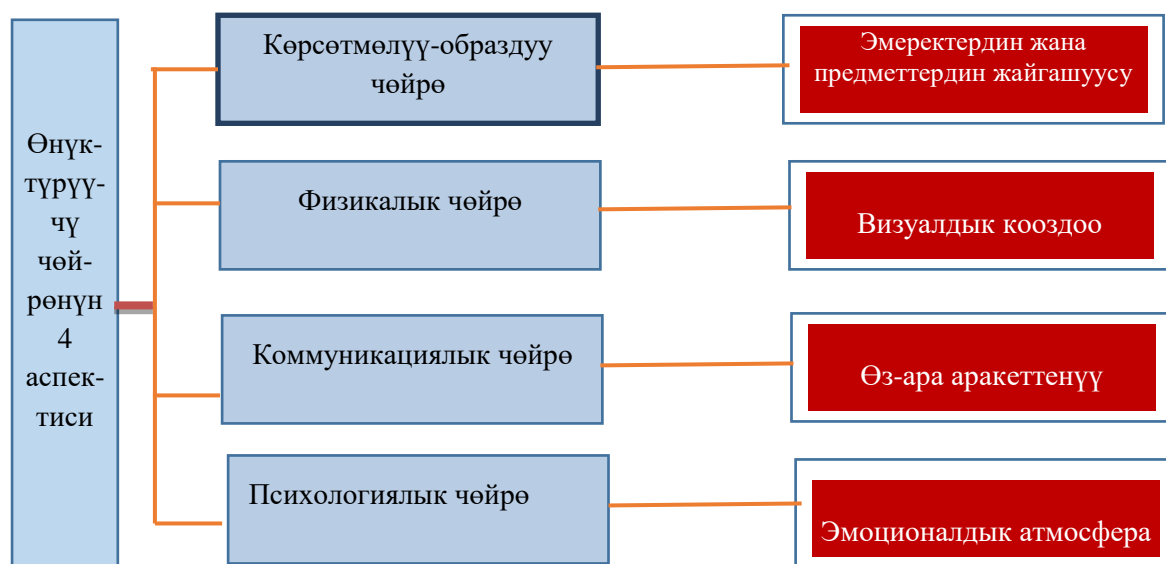 Өнүк-
түрүү-
чү
чөй-
рөнүн
4
аспек-
тиси
Көрсөтмөлүү-образдуу
чөйрө
Эмеректердин жана
предметтердин жайгашуусу
Физикалык чөйрө
Визуалдык кооздоо
Коммуникациялык чөйрө
Өз-ара аракеттенүү
Психологиялык чөйрө
Эмоционалдык атмосфера